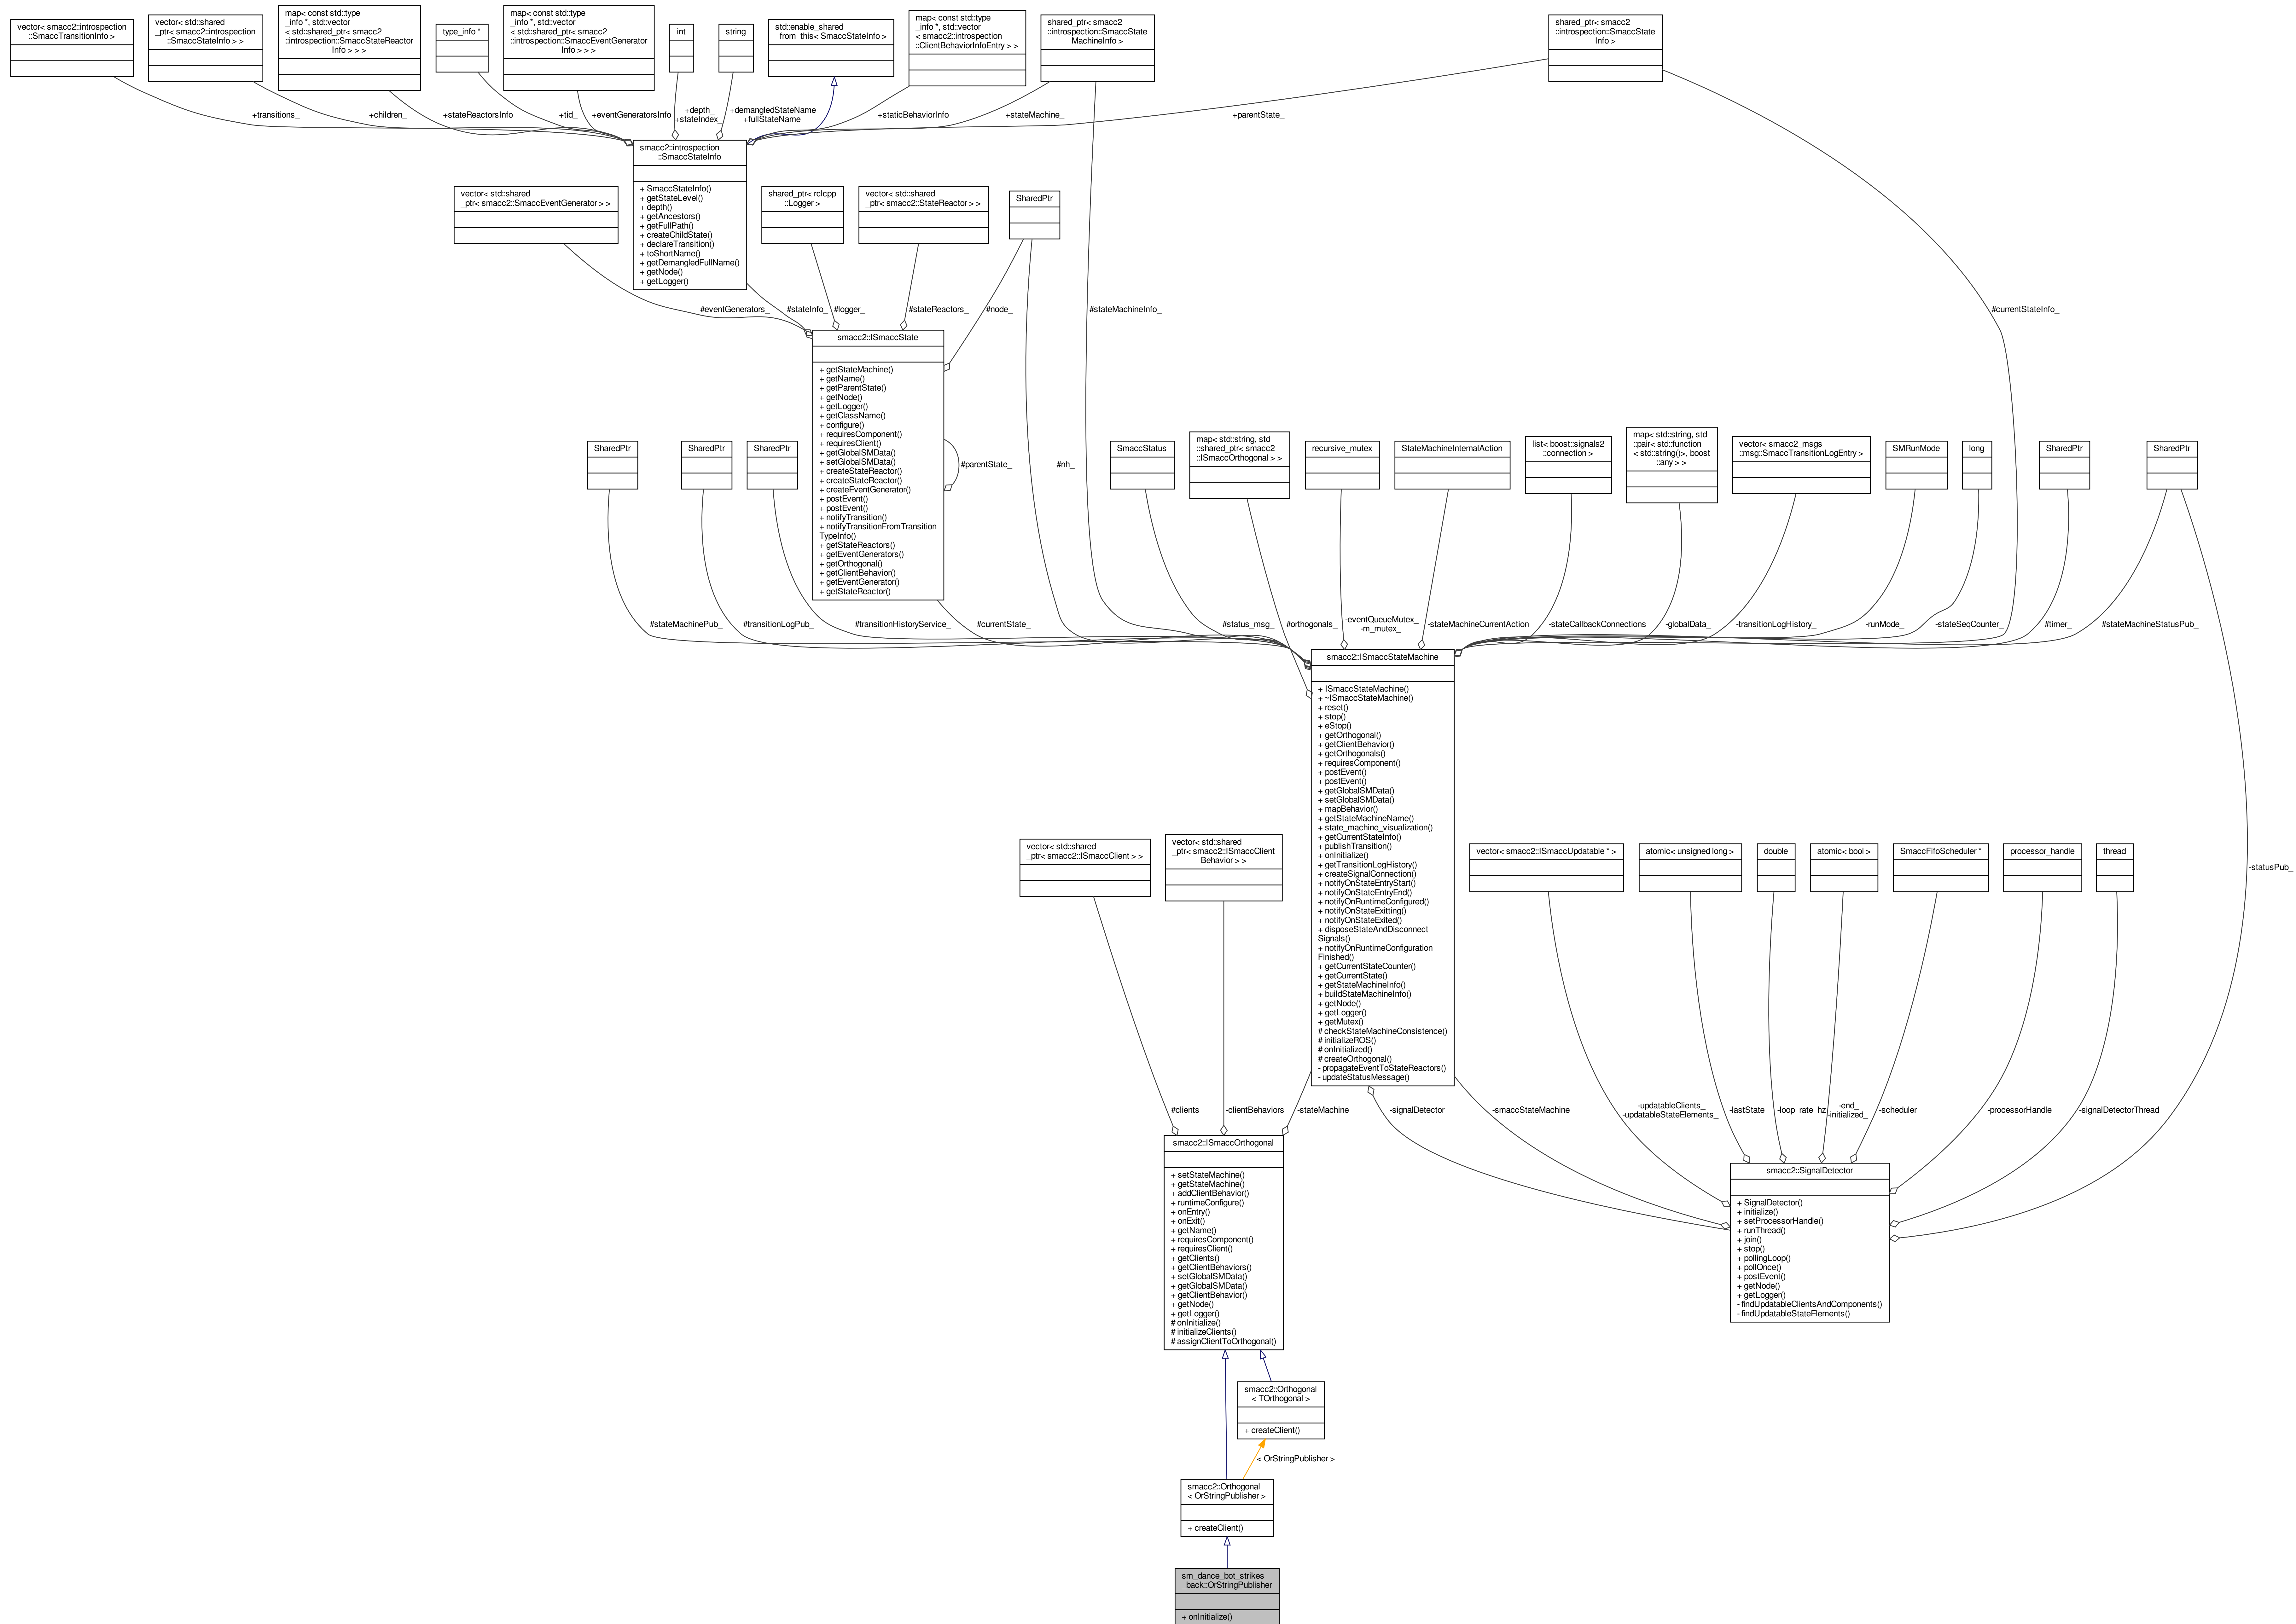 vector< smacc2::introspection
::SmaccTransitionInfo >
vector< std::shared
_ptr< smacc2::introspection
::SmaccStateInfo > >
map< const std::type
_info *, std::vector
< std::shared_ptr< smacc2
::introspection::SmaccStateReactor
Info > > >
type_info *
map< const std::type
_info *, std::vector
< std::shared_ptr< smacc2
::introspection::SmaccEventGenerator
Info > > >
int
string
std::enable_shared
_from_this< SmaccStateInfo >
map< const std::type
_info *, std::vector
< smacc2::introspection
::ClientBehaviorInfoEntry > >
shared_ptr< smacc2
::introspection::SmaccState
MachineInfo >
shared_ptr< smacc2
::introspection::SmaccState
Info >
+transitions_
+children_
+stateReactorsInfo
+tid_
+eventGeneratorsInfo
+depth_
+stateIndex_
+demangledStateName
+fullStateName
+staticBehaviorInfo
+stateMachine_
+parentState_
smacc2::introspection
::SmaccStateInfo
+ SmaccStateInfo()
+ getStateLevel()
+ depth()
+ getAncestors()
+ getFullPath()
+ createChildState()
+ declareTransition()
+ toShortName()
+ getDemangledFullName()
+ getNode()
+ getLogger()
vector< std::shared
_ptr< smacc2::SmaccEventGenerator > >
shared_ptr< rclcpp
::Logger >
vector< std::shared
_ptr< smacc2::StateReactor > >
SharedPtr
#eventGenerators_
#stateInfo_
#logger_
#stateReactors_
#node_
#stateMachineInfo_
#currentStateInfo_
smacc2::ISmaccState
+ getStateMachine()
+ getName()
+ getParentState()
+ getNode()
+ getLogger()
+ getClassName()
+ configure()
+ requiresComponent()
+ requiresClient()
+ getGlobalSMData()
+ setGlobalSMData()
+ createStateReactor()
+ createStateReactor()
+ createEventGenerator()
+ postEvent()
+ postEvent()
+ notifyTransition()
+ notifyTransitionFromTransition
TypeInfo()
+ getStateReactors()
+ getEventGenerators()
+ getOrthogonal()
+ getClientBehavior()
+ getEventGenerator()
+ getStateReactor()
#parentState_
#nh_
SharedPtr
SharedPtr
SharedPtr
SmaccStatus
map< std::string, std
::shared_ptr< smacc2
::ISmaccOrthogonal > >
recursive_mutex
StateMachineInternalAction
list< boost::signals2
::connection >
map< std::string, std
::pair< std::function
< std::string()>, boost
::any > >
vector< smacc2_msgs
::msg::SmaccTransitionLogEntry >
SMRunMode
long
SharedPtr
SharedPtr
#stateMachinePub_
#transitionLogPub_
#transitionHistoryService_
#currentState_
#status_msg_
#orthogonals_
-eventQueueMutex_
-m_mutex_
-stateMachineCurrentAction
-stateCallbackConnections
-globalData_
-transitionLogHistory_
-runMode_
-stateSeqCounter_
#timer_
#stateMachineStatusPub_
smacc2::ISmaccStateMachine
+ ISmaccStateMachine()
+ ~ISmaccStateMachine()
+ reset()
+ stop()
+ eStop()
+ getOrthogonal()
+ getClientBehavior()
+ getOrthogonals()
+ requiresComponent()
+ postEvent()
+ postEvent()
+ getGlobalSMData()
+ setGlobalSMData()
+ mapBehavior()
+ getStateMachineName()
+ state_machine_visualization()
+ getCurrentStateInfo()
+ publishTransition()
+ onInitialize()
+ getTransitionLogHistory()
+ createSignalConnection()
+ notifyOnStateEntryStart()
+ notifyOnStateEntryEnd()
+ notifyOnRuntimeConfigured()
+ notifyOnStateExitting()
+ notifyOnStateExited()
+ disposeStateAndDisconnect
Signals()
+ notifyOnRuntimeConfiguration
Finished()
+ getCurrentStateCounter()
+ getCurrentState()
+ getStateMachineInfo()
+ buildStateMachineInfo()
+ getNode()
+ getLogger()
+ getMutex()
# checkStateMachineConsistence()
# initializeROS()
# onInitialized()
# createOrthogonal()
- propagateEventToStateReactors()
- updateStatusMessage()
vector< std::shared
_ptr< smacc2::ISmaccClient > >
vector< std::shared
_ptr< smacc2::ISmaccClient
Behavior > >
vector< smacc2::ISmaccUpdatable * >
atomic< unsigned long >
double
atomic< bool >
SmaccFifoScheduler *
processor_handle
thread
-statusPub_
#clients_
-clientBehaviors_
-stateMachine_
-signalDetector_
-smaccStateMachine_
-updatableClients_
-updatableStateElements_
-lastState_
-loop_rate_hz
-end_
-initialized_
-scheduler_
-processorHandle_
-signalDetectorThread_
smacc2::ISmaccOrthogonal
+ setStateMachine()
+ getStateMachine()
+ addClientBehavior()
+ runtimeConfigure()
+ onEntry()
+ onExit()
+ getName()
+ requiresComponent()
+ requiresClient()
+ getClients()
+ getClientBehaviors()
+ setGlobalSMData()
+ getGlobalSMData()
+ getClientBehavior()
+ getNode()
+ getLogger()
# onInitialize()
# initializeClients()
# assignClientToOrthogonal()
smacc2::SignalDetector
+ SignalDetector()
+ initialize()
+ setProcessorHandle()
+ runThread()
+ join()
+ stop()
+ pollingLoop()
+ pollOnce()
+ postEvent()
+ getNode()
+ getLogger()
- findUpdatableClientsAndComponents()
- findUpdatableStateElements()
smacc2::Orthogonal
< TOrthogonal >
+ createClient()
< OrStringPublisher >
smacc2::Orthogonal
< OrStringPublisher >
+ createClient()
sm_dance_bot_strikes
_back::OrStringPublisher
+ onInitialize()